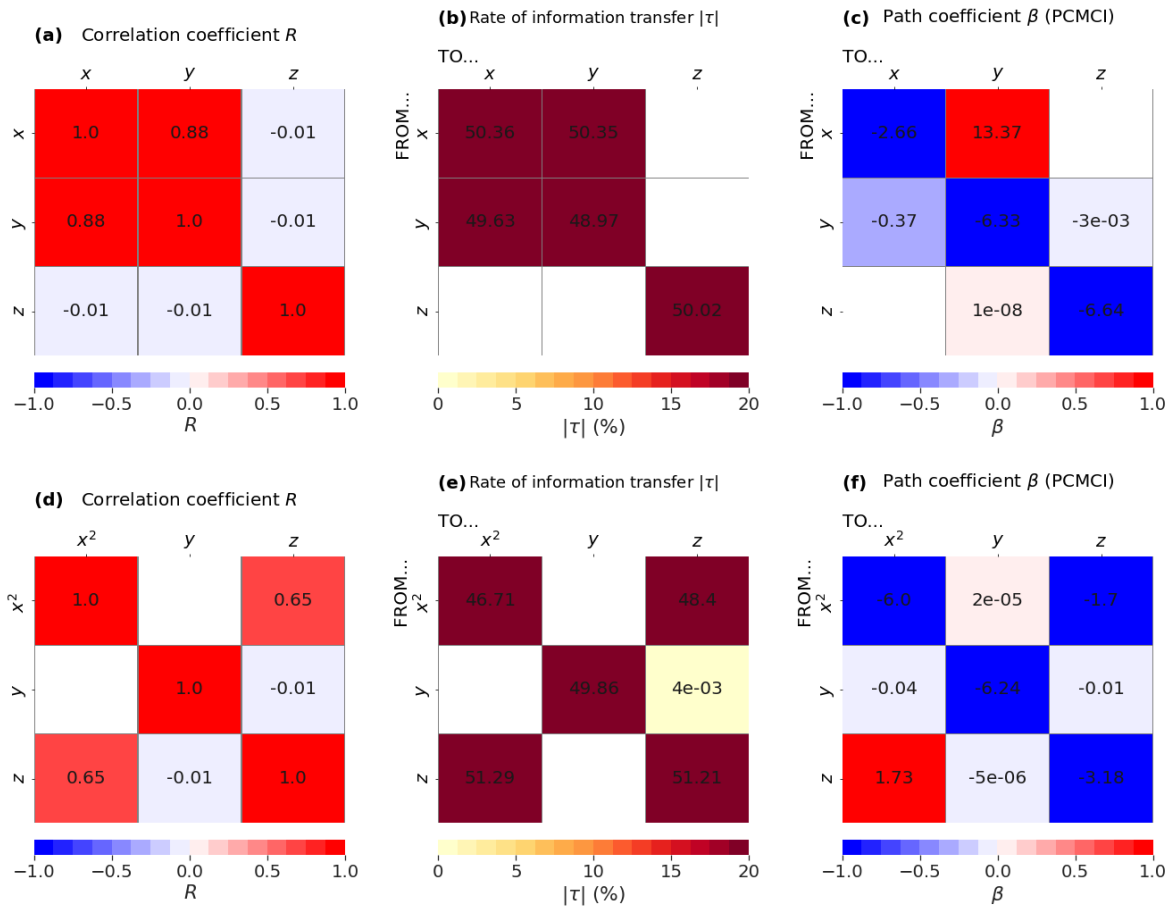 (a) Correlation coefficient R
x y z
x 1.0 0.88 -0.01
y 0.88 1.0 -0.01
z -0.01 -0.01 1.0
−1.0 −0.5 0.0 0.5 1.0
R
(b) Rate of information transfer |τ|
TO...
x y
FROM...
x 50.36 50.35
y 49.63 48.97
z 50.02
0 5 10 15 20
|τ| (%)
(c) Path coefficient β (PCMCI)
TO...
x y z
FROM...
x -2.66 13.37
y -0.37 -6.33 -3e-03
z 1e-08 -6.64
−1.0 −0.5 0.0 0.5 1.0
β
(d) Correlation coefficient R
x² y z
x² 1.0 0.65
y 1.0 -0.01
z 0.65 -0.01 1.0
−1.0 −0.5 0.0 0.5 1.0
R
(e) Rate of information transfer |τ|
TO...
x² y z
FROM...
x² 46.71 48.4
y 49.86 4e-03
z 51.29 51.21
0 5 10 15 20
|τ| (%)
(f) Path coefficient β (PCMCI)
TO...
x² y z
FROM...
x² -6.0 2e-05 -1.7
y -0.04 -6.24 -0.01
z 1.73 -5e-06 -3.18
−1.0 −0.5 0.0 0.5 1.0
β